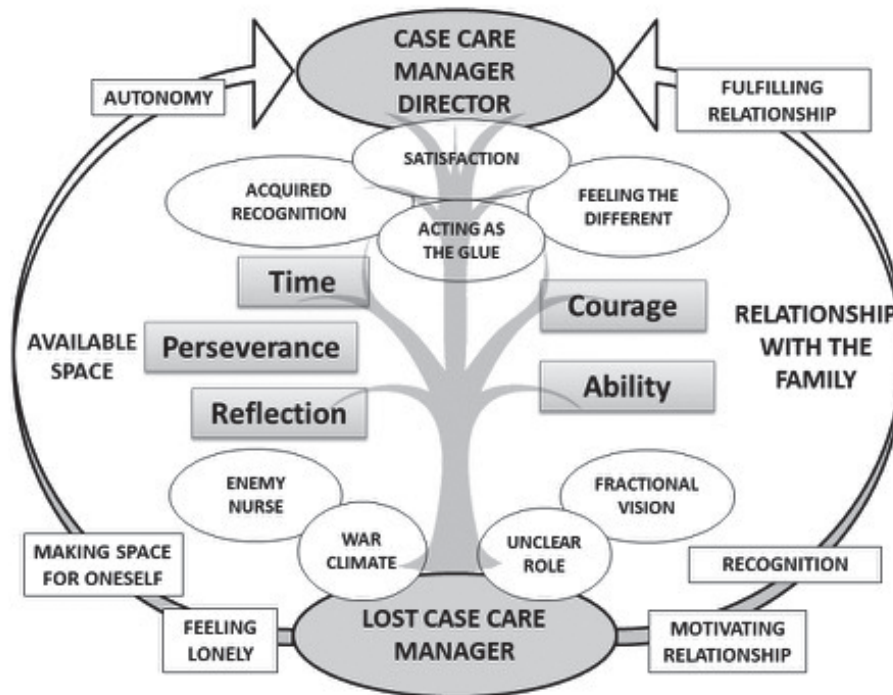 CASE CARE
MANAGER
DIRECTOR
AUTONOMY
FULFILLING
RELATIONSHIP
SATISFACTION
ACQUIRED
RECOGNITION
FEELING THE
DIFFERENT
ACTING AS
THE GLUE
Time
Courage
AVAILABLE
SPACE
Perseverance
RELATIONSHIP
WITH THE
FAMILY
Reflection
Ability
ENEMY
NURSE
FRACTIONAL
VISION
WAR
CLIMATE
UNCLEAR
ROLE
MAKING SPACE
FOR ONESELF
RECOGNITION
FEELING
LONELY
LOST CASE CARE
MANAGER
MOTIVATING
RELATIONSHIP